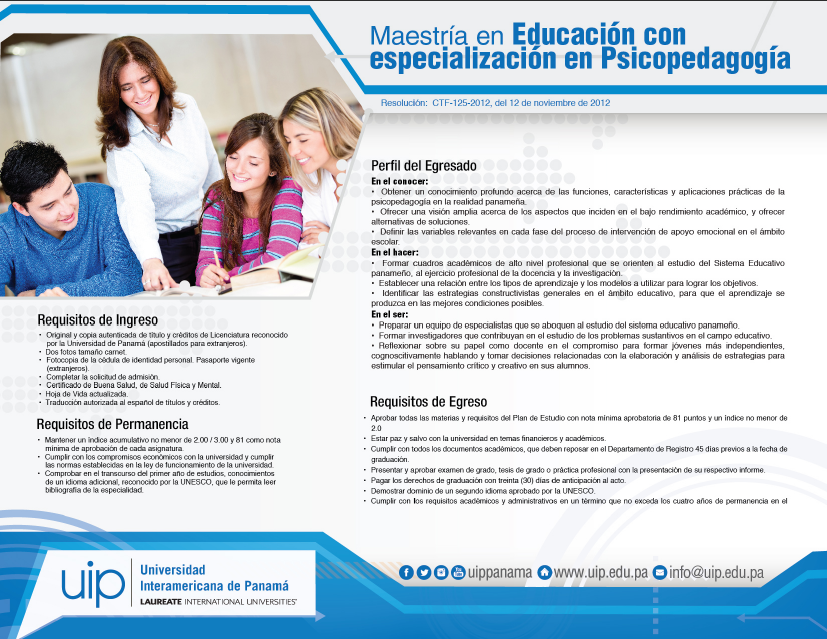 Maestría en Educación con
especialización en Psicopedagogía
Resolución: CTF-125-2012, del 12 de noviembre de 2012
Perfil del Egresado
En el conocer:
• Obtener un conocimiento profundo acerca de las funciones, características y aplicaciones prácticas de la
psicopedagogía en la realidad panameña.
• Ofrecer una visión amplia acerca de los aspectos que inciden en el bajo rendimiento académico, y ofrecer
alternativas de soluciones.
• Definir las variables relevantes en cada fase del proceso de intervención de apoyo emocional en el ámbito
escolar.
En el hacer:
• Formar cuadros académicos de alto nivel profesional que se orienten al estudio del Sistema Educativo
panameño, al ejercicio profesional de la docencia y la investigación.
• Establecer una relación entre los tipos de aprendizaje y los modelos a utilizar para lograr los objetivos.
• Identificar las estrategias constructivistas generales en el ámbito educativo, para que el aprendizaje se
produzca en las mejores condiciones posibles.
En el ser:
• Preparar un equipo de especialistas que se aboquen al estudio del sistema educativo panameño.
• Formar investigadores que contribuyan en el estudio de los problemas sustantivos en el campo educativo.
• Reflexionar sobre su papel como docente en el compromiso para formar jóvenes más independientes,
cognoscitivamente hablando y tomar decisiones relacionadas con la elaboración y análisis de estrategias para
estimular el pensamiento crítico y creativo en sus alumnos.
Requisitos de Ingreso
• Original y copia autenticada de título y créditos de Licenciatura reconocido
por la Universidad de Panamá (apostillados para extranjeros).
• Dos fotos tamaño carnet.
• Fotocopia de la cédula de identidad personal. Pasaporte vigente
(extranjeros).
• Completar la solicitud de admisión.
• Certificado de Buena Salud, de Salud Física y Mental.
• Hoja de Vida actualizada.
• Traducción autorizada al español de títulos y créditos.
Requisitos de Permanencia
• Mantener un índice acumulativo no menor de 2.00 / 3.00 y 81 como nota
mínima de aprobación de cada asignatura.
• Cumplir con los compromisos económicos con la universidad y cumplir
las normas establecidas en la ley de funcionamiento de la universidad.
• Comprobar en el transcurso del primer año de estudios, conocimientos
de un idioma adicional, reconocido por la UNESCO, que le permita leer
bibliografía de la especialidad.
Requisitos de Egreso
• Aprobar todas las materias y requisitos del Plan de Estudio con nota mínima aprobatoria de 81 puntos y un índice no menor de
2.0
• Estar paz y salvo con la universidad en temas financieros y académicos.
• Cumplir con todos los documentos académicos, que deben reposar en el Departamento de Registro 45 días previos a la fecha de
graduación.
• Presentar y aprobar examen de grado, tesis de grado o práctica profesional con la presentación de su respectivo informe.
• Pagar los derechos de graduación con treinta (30) días de anticipación al acto.
• Demostrar dominio de un segundo idioma aprobado por la UNESCO.
• Cumplir con los requisitos académicos y administrativos en un término que no exceda los cuatro años de permanencia en el
uip
Universidad
Interamericana de Panamá
LAUREATE INTERNATIONAL UNIVERSITIES
uippanama www.uip.edu.pa info@uip.edu.pa